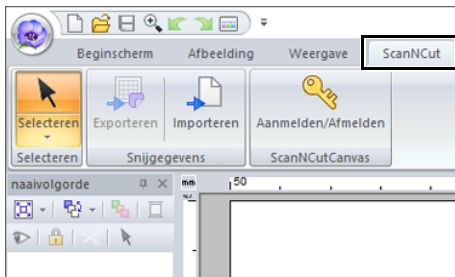 Beginscherm Afbeelding Weergave ScanNCut
Selecteren Exporteren Importeren Aanmelden/Afmelden
Selecteren Snijgegevens ScanNCutCanvas
naaivolgorde mm 50